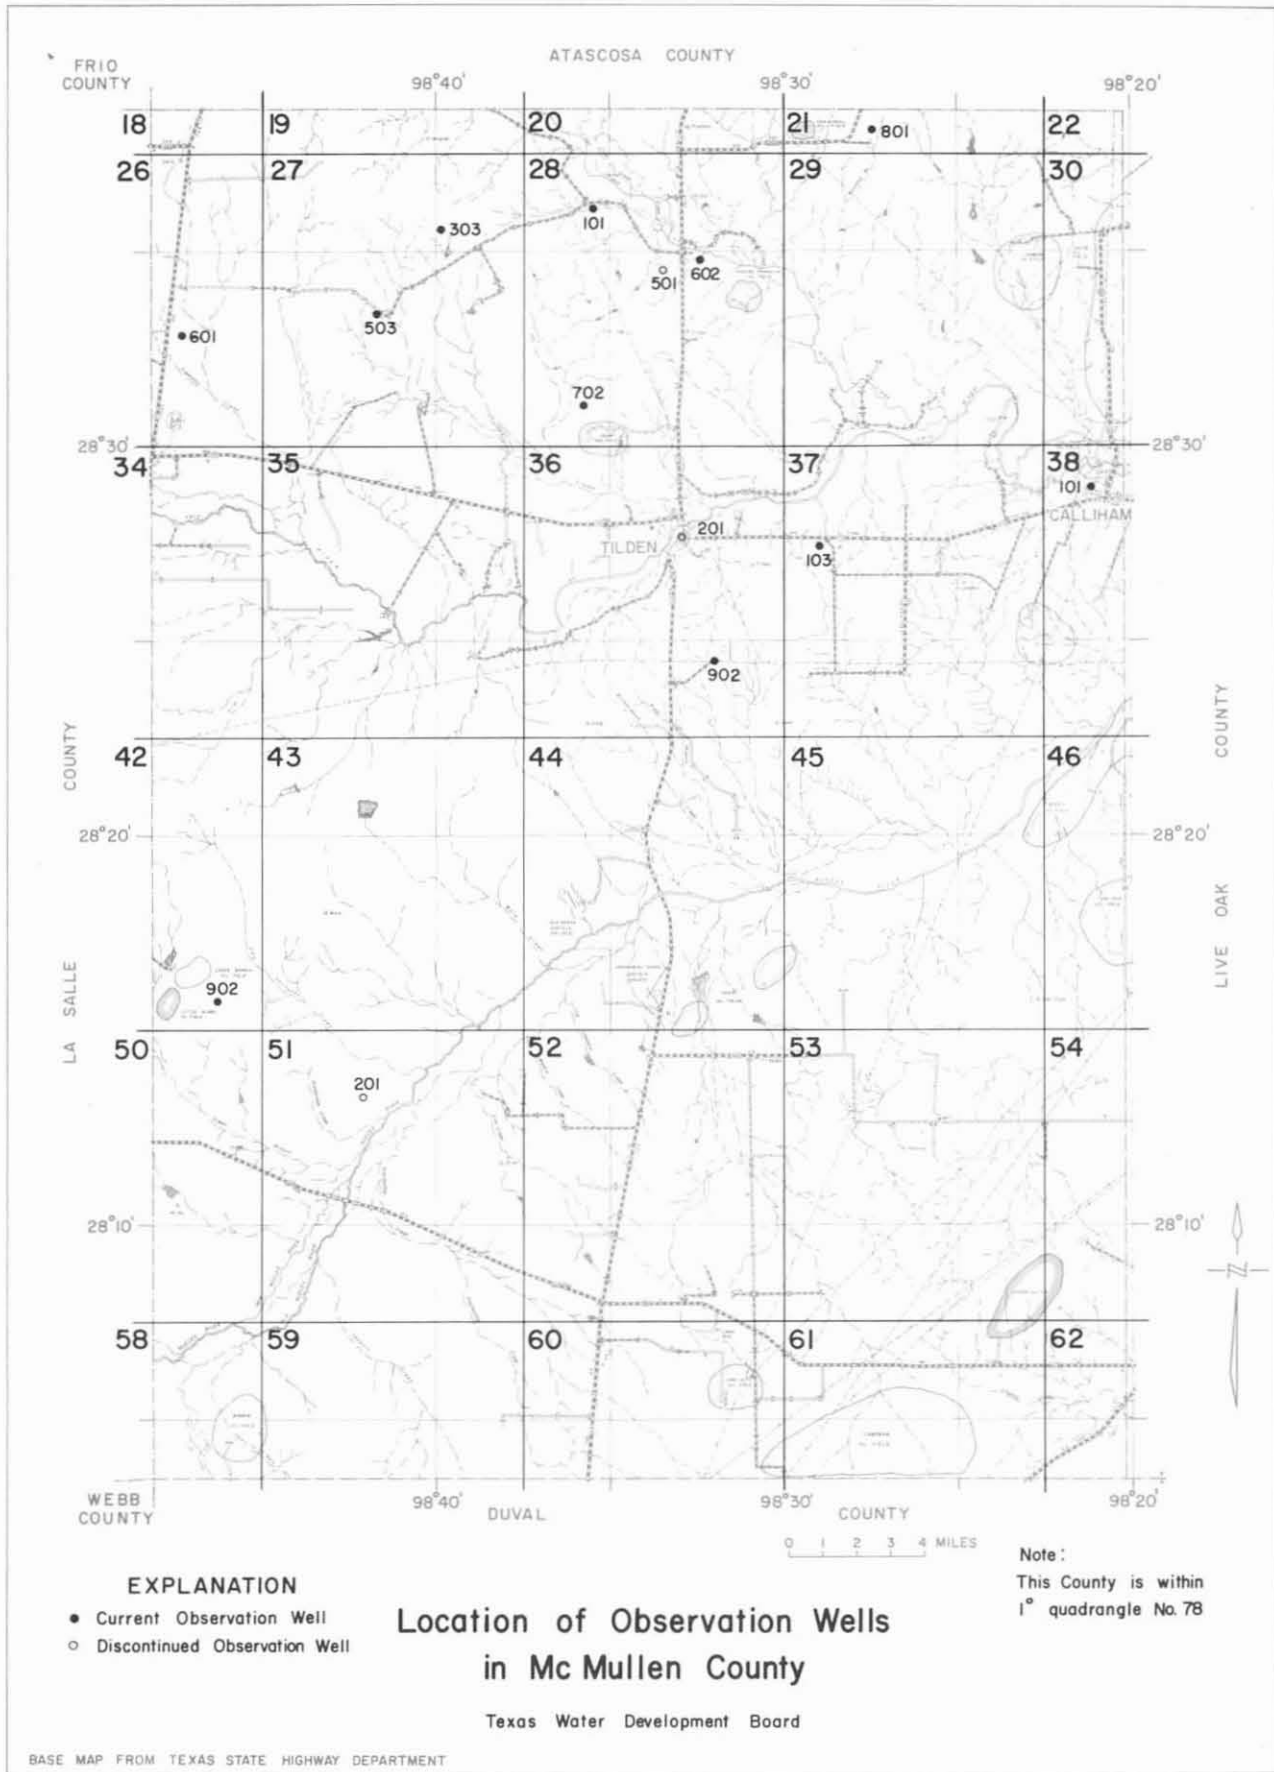 ATASCOSA COUNTY
FRIO
COUNTY
98°40'
98°30'
98°20'
18
19
20
21
22
801
26
27
28
29
30
303
101
501
602
601
503
702
28°30'
28°30'
34
35
36
37
38
101
CALLIHAM
201
TILDEN
103
902
LA SALLE COUNTY
LIVE OAK COUNTY
42
43
44
45
46
28°20'
28°20'
902
50
51
52
53
54
201
28°10'
28°10'
N
58
59
60
61
62
WEBB
COUNTY
98°40'
DUVAL COUNTY
98°30'
98°20'
0 1 2 3 4 MILES
Note:
This County is within
1° quadrangle No. 78
EXPLANATION
Current Observation Well
Discontinued Observation Well
Location of Observation Wells
in Mc Mullen County
Texas Water Development Board
BASE MAP FROM TEXAS STATE HIGHWAY DEPARTMENT